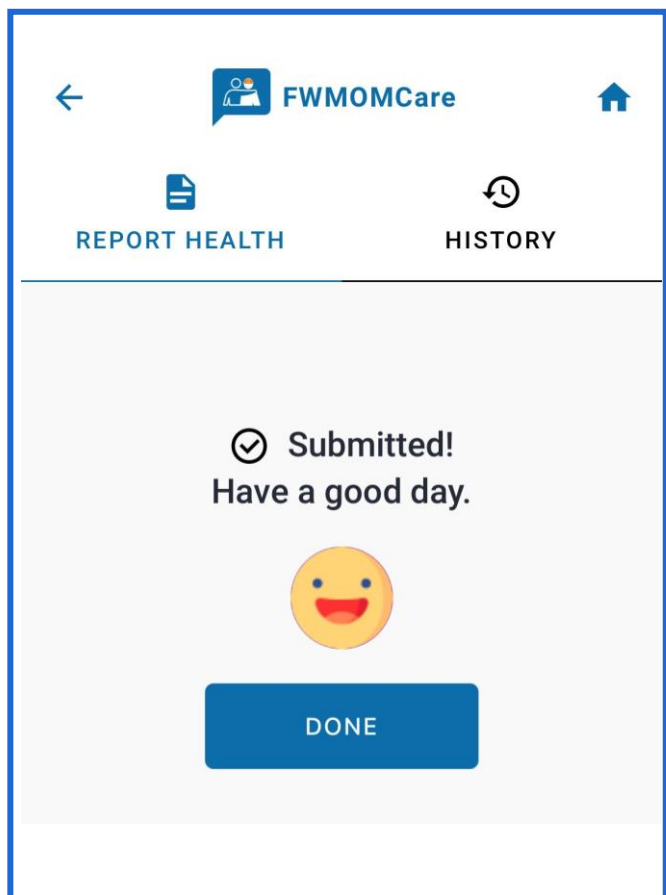 FWMOMCare
REPORT HEALTH
HISTORY
Submitted!
Have a good day.
DONE